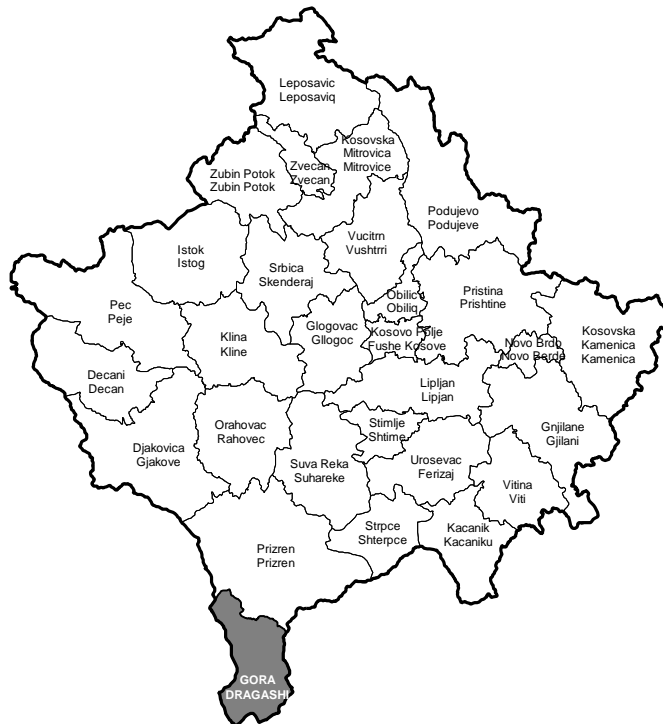 Leposavic
Leposaviq
Kosovska
Mitrovica
Mitrovice
Zvecan
Zvecan
Zubin Potok
Zubin Potok
Podujevo
Podujeve
Vucitrn
Vushtrri
Istok
Istog
Srbica
Skenderaj
Obilic
Obiliq
Pristina
Prishtine
Pec
Peje
Glogovac
Gllogoc
Kosovo Polje
Fushe Kosove
Novo Brdo
Novo Berde
Kosovska
Kamenica
Kamenica
Klina
Kline
Decani
Decan
Lipljan
Lipjan
Orahovac
Rahovec
Stimlje
Shtime
Gnjilane
Gjilani
Djakovica
Gjakove
Suva Reka
Suhareke
Urosevac
Ferizaj
Vitina
Viti
Strpce
Shterpce
Kacanik
Kacaniku
Prizren
Prizren
GORA
DRAGASHI